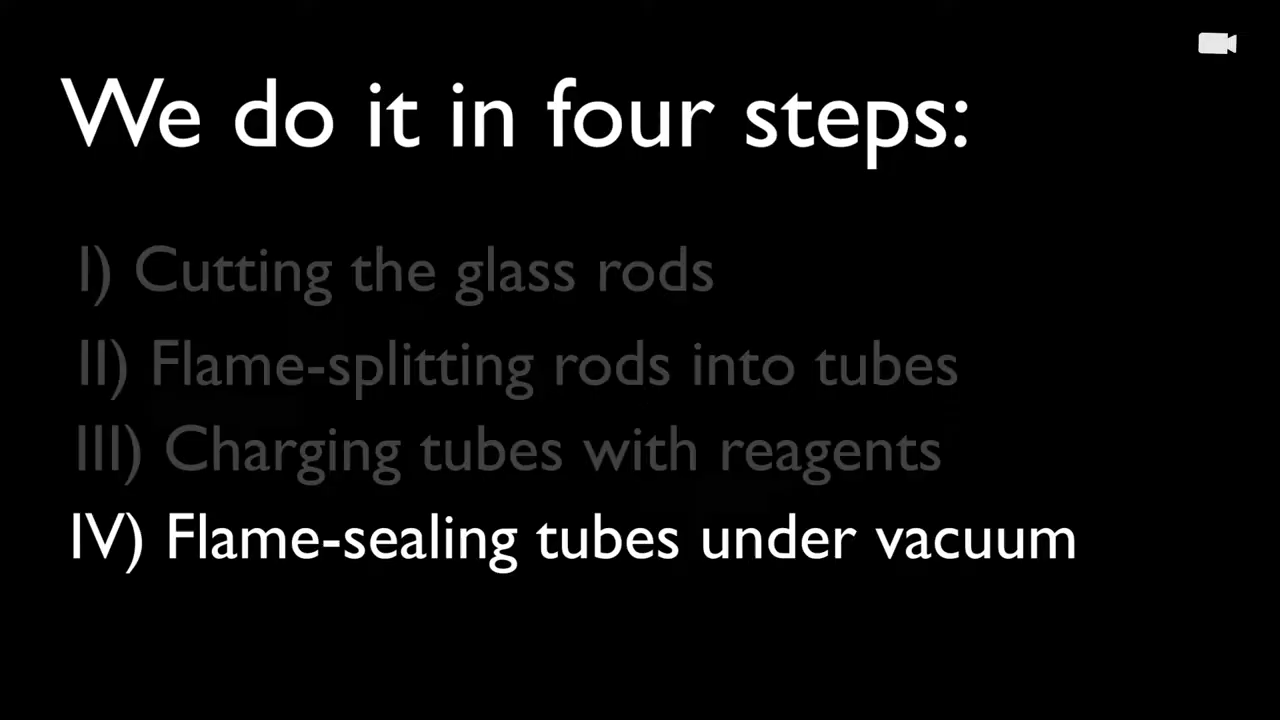 We do it in four steps:
I) Cutting the glass rods
II) Flame-splitting rods into tubes
III) Charging tubes with reagents
IV) Flame-sealing tubes under vacuum